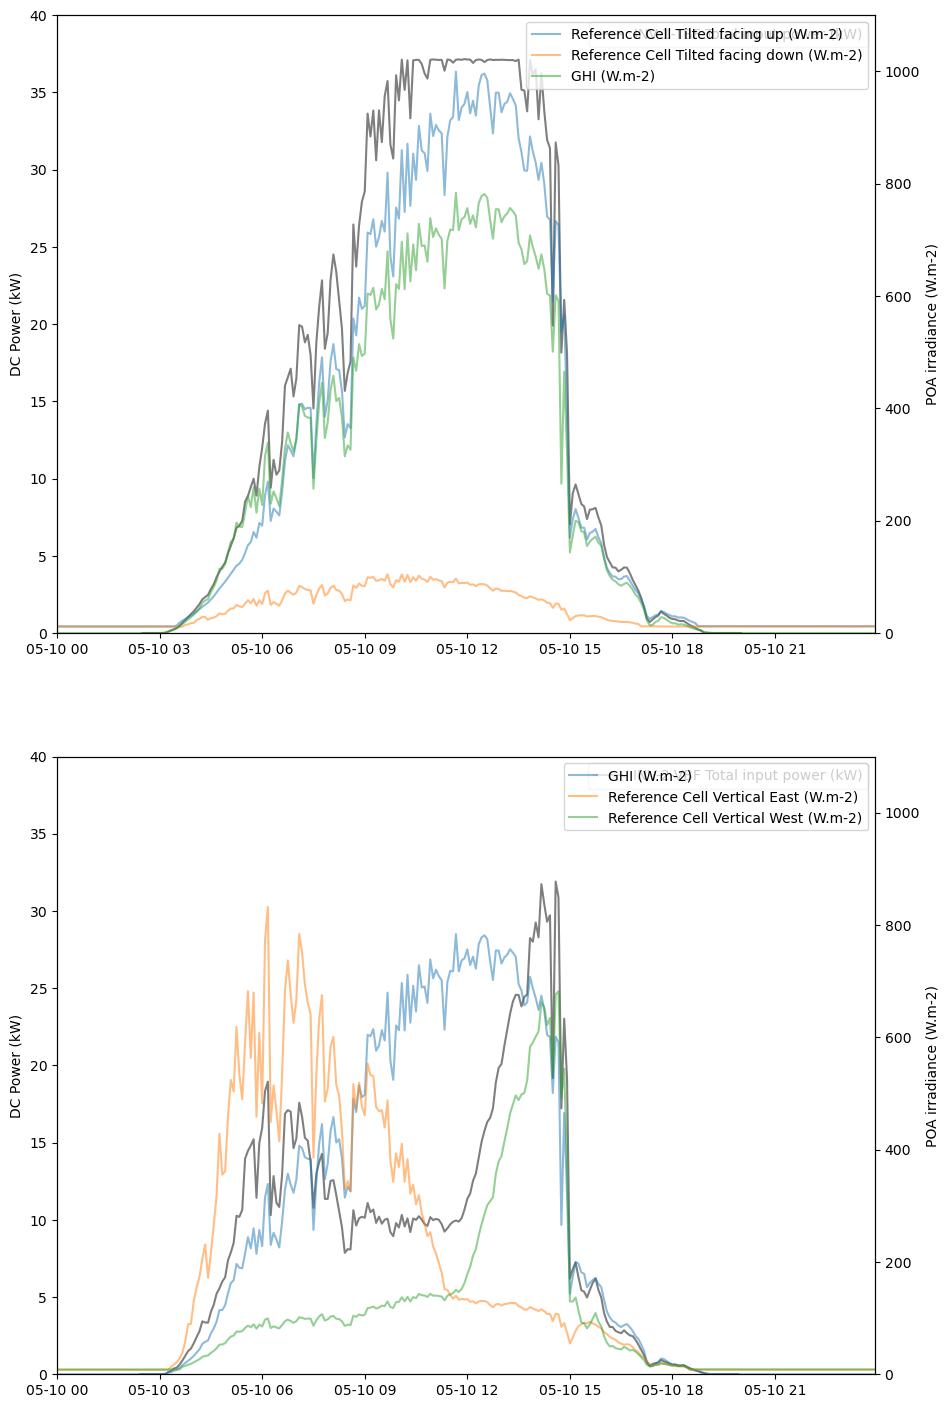 40
Reference Cell Tilted facing up (W.m-2)
Reference Cell Tilted facing down (W.m-2)
GHI (W.m-2)
35
30
25
20
15
10
5
0
DC Power (kW)
1000
800
600
400
200
0
POA irradiance (W.m-2)
05-10 00 05-10 03 05-10 06 05-10 09 05-10 12 05-10 15 05-10 18 05-10 21
40
Total input power (kW)
GHI (W.m-2)
Reference Cell Vertical East (W.m-2)
Reference Cell Vertical West (W.m-2)
35
30
25
20
15
10
5
0
DC Power (kW)
1000
800
600
400
200
0
POA irradiance (W.m-2)
05-10 00 05-10 03 05-10 06 05-10 09 05-10 12 05-10 15 05-10 18 05-10 21